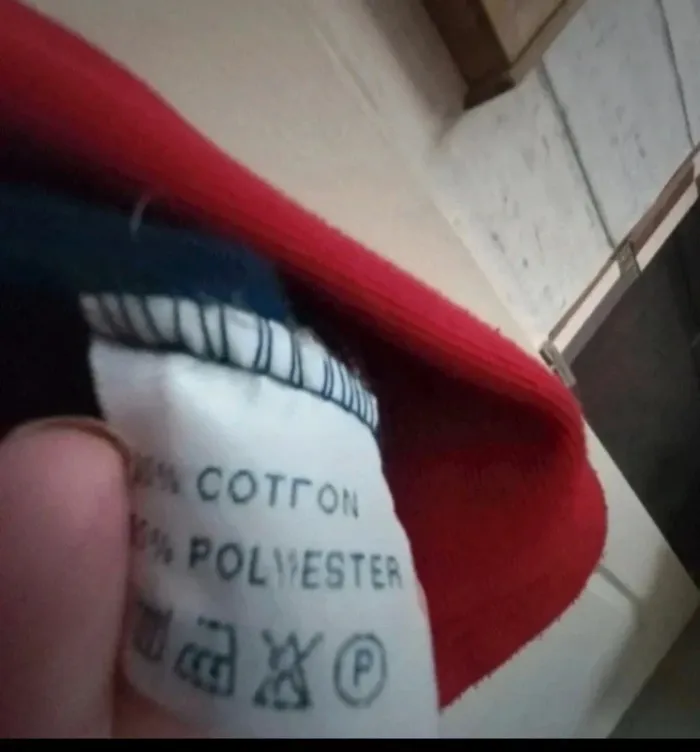 % COTTON
% POLYESTER
P